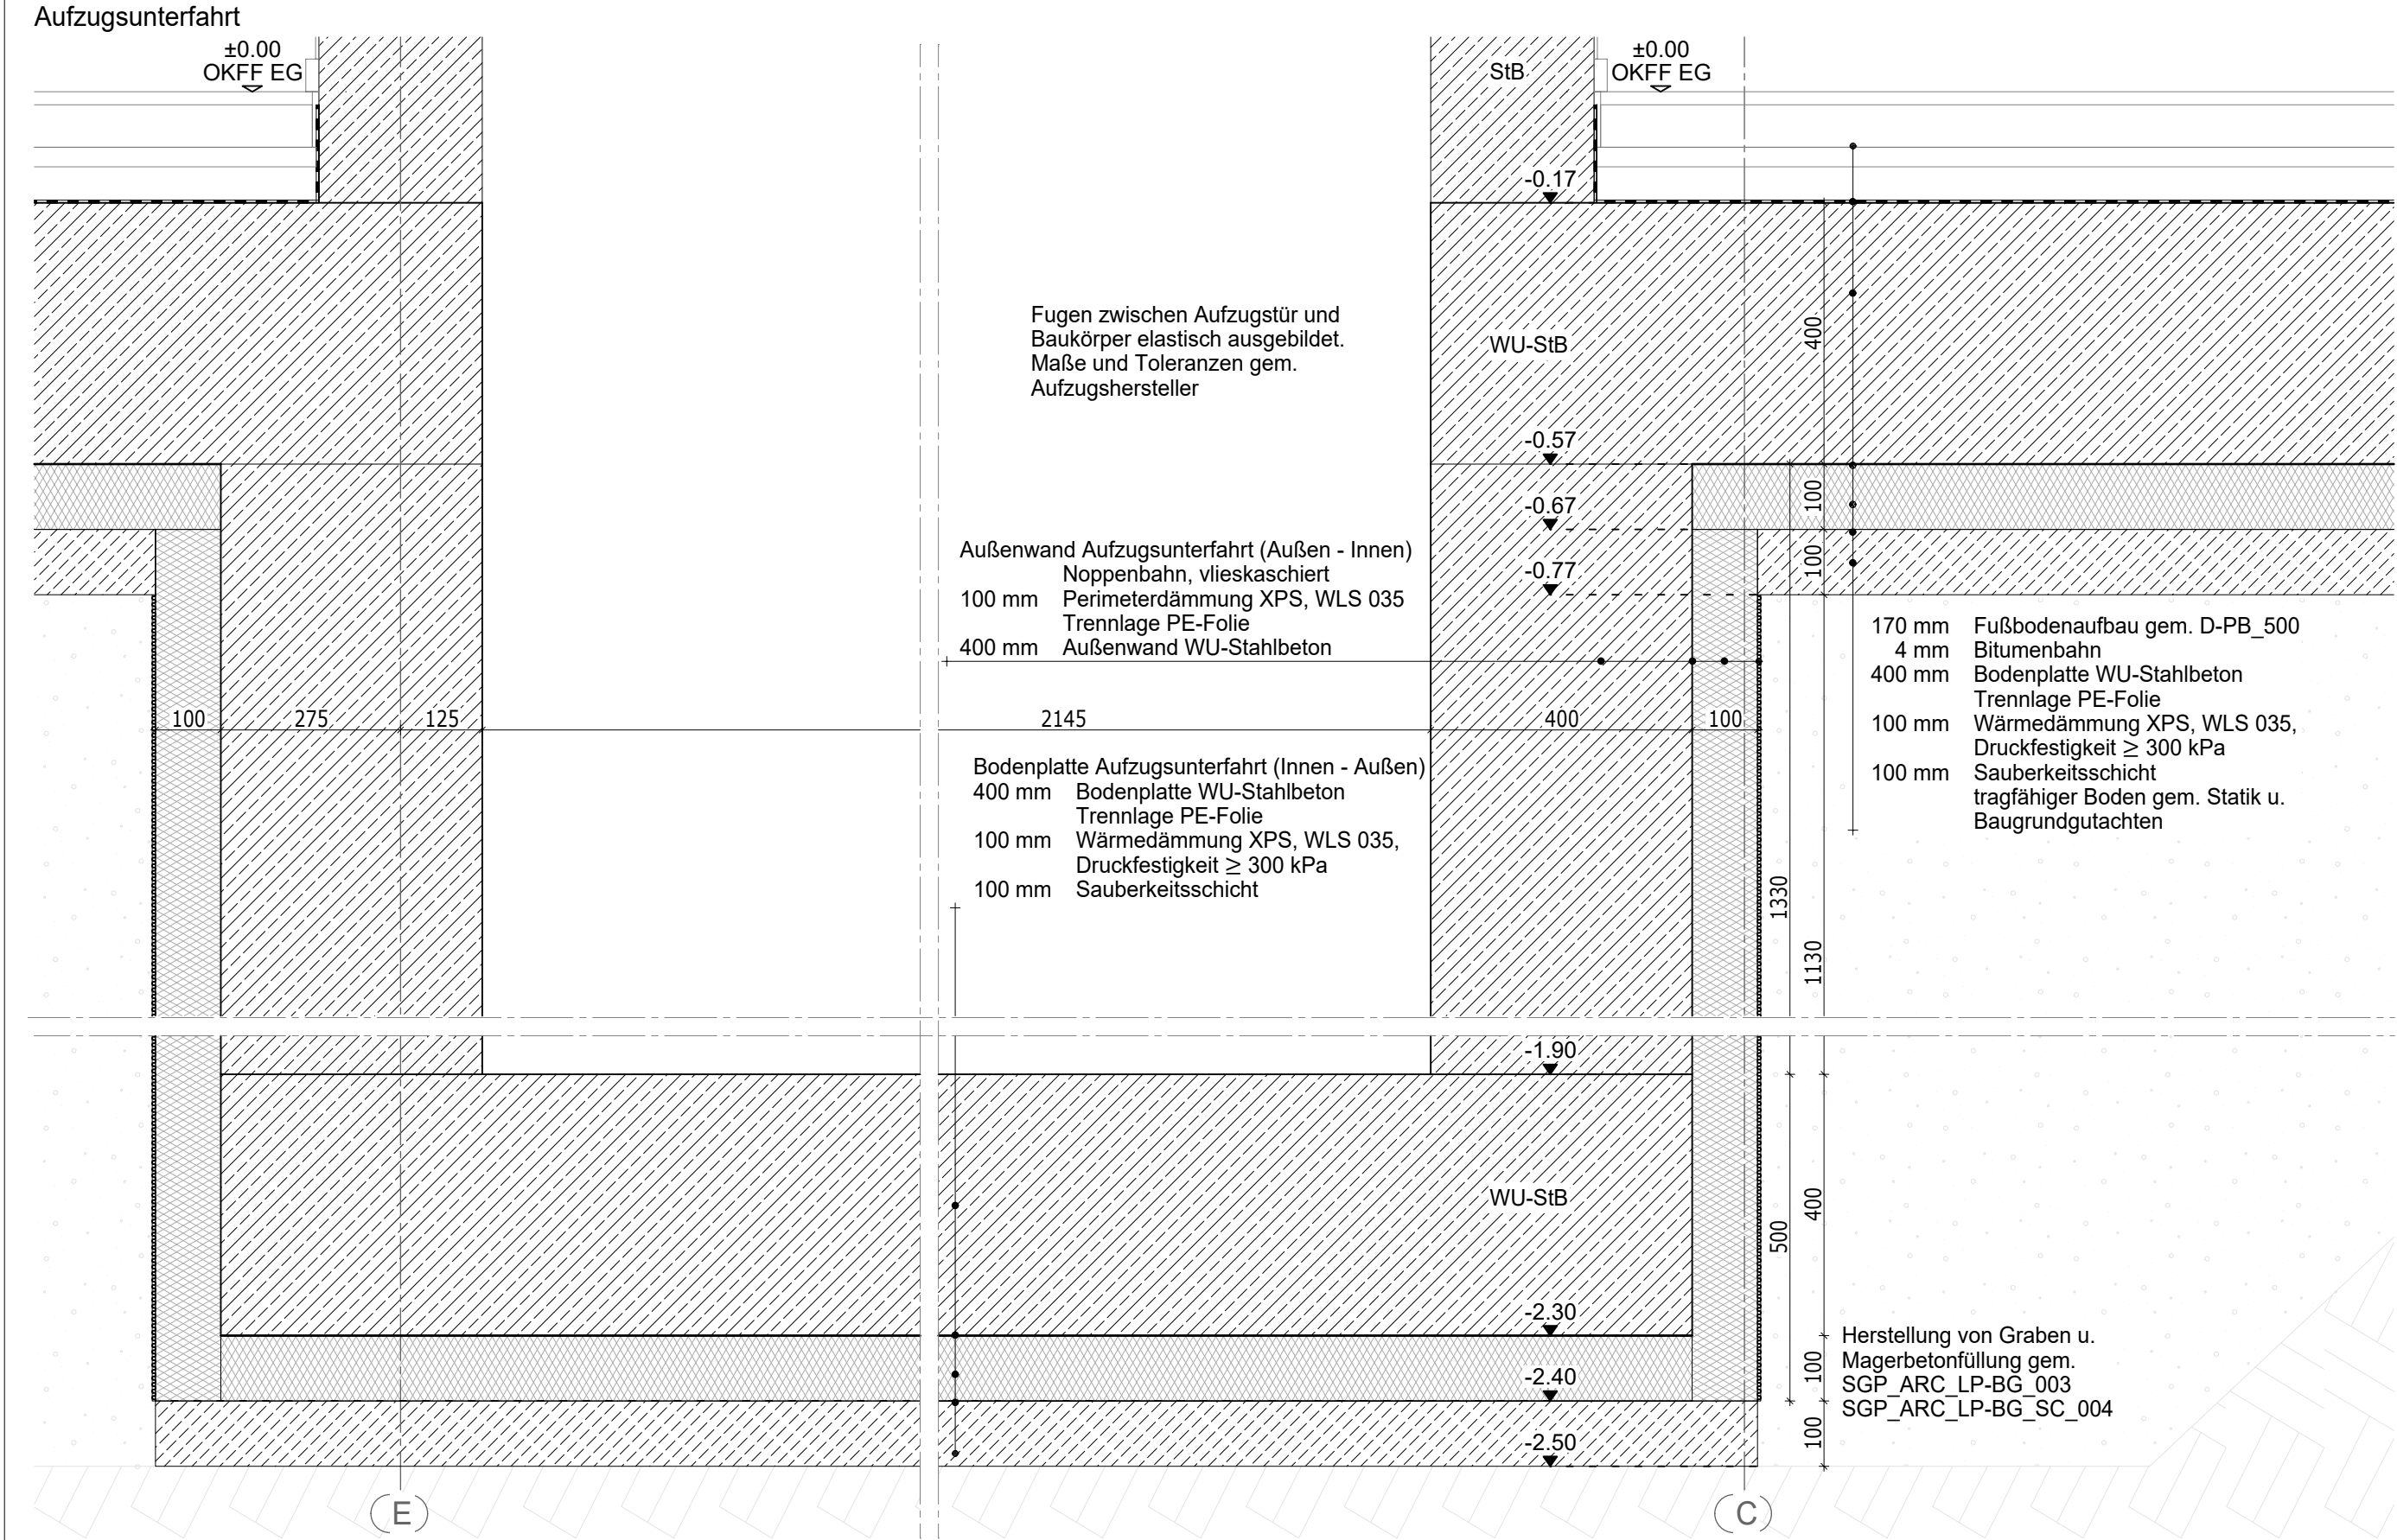 Aufzugsunterfahrt
±0.00
OKFF EG
StB
±0.00
OKFF EG
-0.17
Fugen zwischen Aufzugstür und
Baukörper elastisch ausgebildet.
Maße und Toleranzen gem.
Aufzugshersteller
WU-StB
400
-0.57
-0.67
100
-0.77
100
Außenwand Aufzugsunterfahrt (Außen - Innen)
Noppenbahn, vlieskaschiert
100 mm Perimeterdämmung XPS, WLS 035
Trennlage PE-Folie
400 mm Außenwand WU-Stahlbeton
170 mm Fußbodenaufbau gem. D-PB_500
4 mm Bitumenbahn
400 mm Bodenplatte WU-Stahlbeton
Trennlage PE-Folie
100 mm Wärmedämmung XPS, WLS 035,
Druckfestigkeit ≥ 300 kPa
100 mm Sauberkeitsschicht
tragfähiger Boden gem. Statik u.
Baugrundgutachten
100 275 125 2145 400 100
Bodenplatte Aufzugsunterfahrt (Innen - Außen)
400 mm Bodenplatte WU-Stahlbeton
Trennlage PE-Folie
100 mm Wärmedämmung XPS, WLS 035,
Druckfestigkeit ≥ 300 kPa
100 mm Sauberkeitsschicht
1330
1130
-1.90
WU-StB
400
500
-2.30
100
-2.40
100
-2.50
Herstellung von Graben u.
Magerbetonfüllung gem.
SGP_ARC_LP-BG_003
SGP_ARC_LP-BG_SC_004
E
C